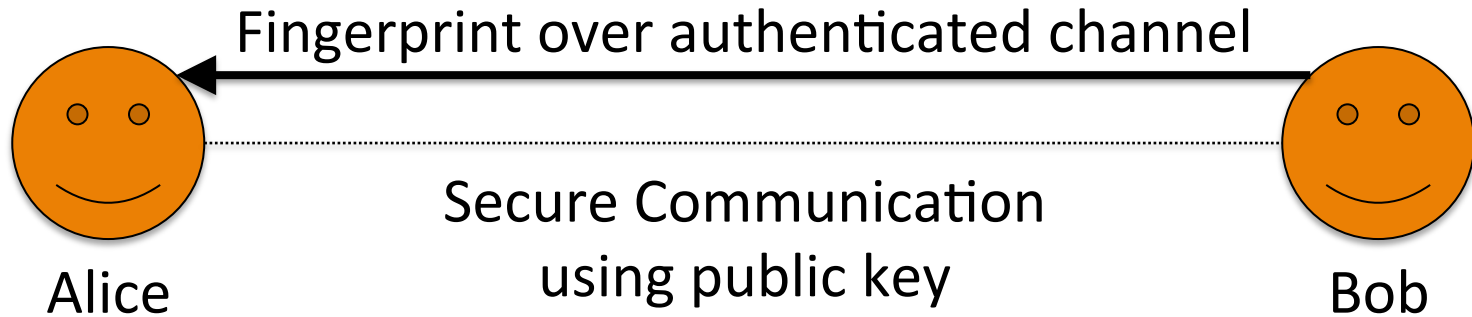 Fingerprint over authenticated channel
Secure Communication
using public key
Alice
Bob